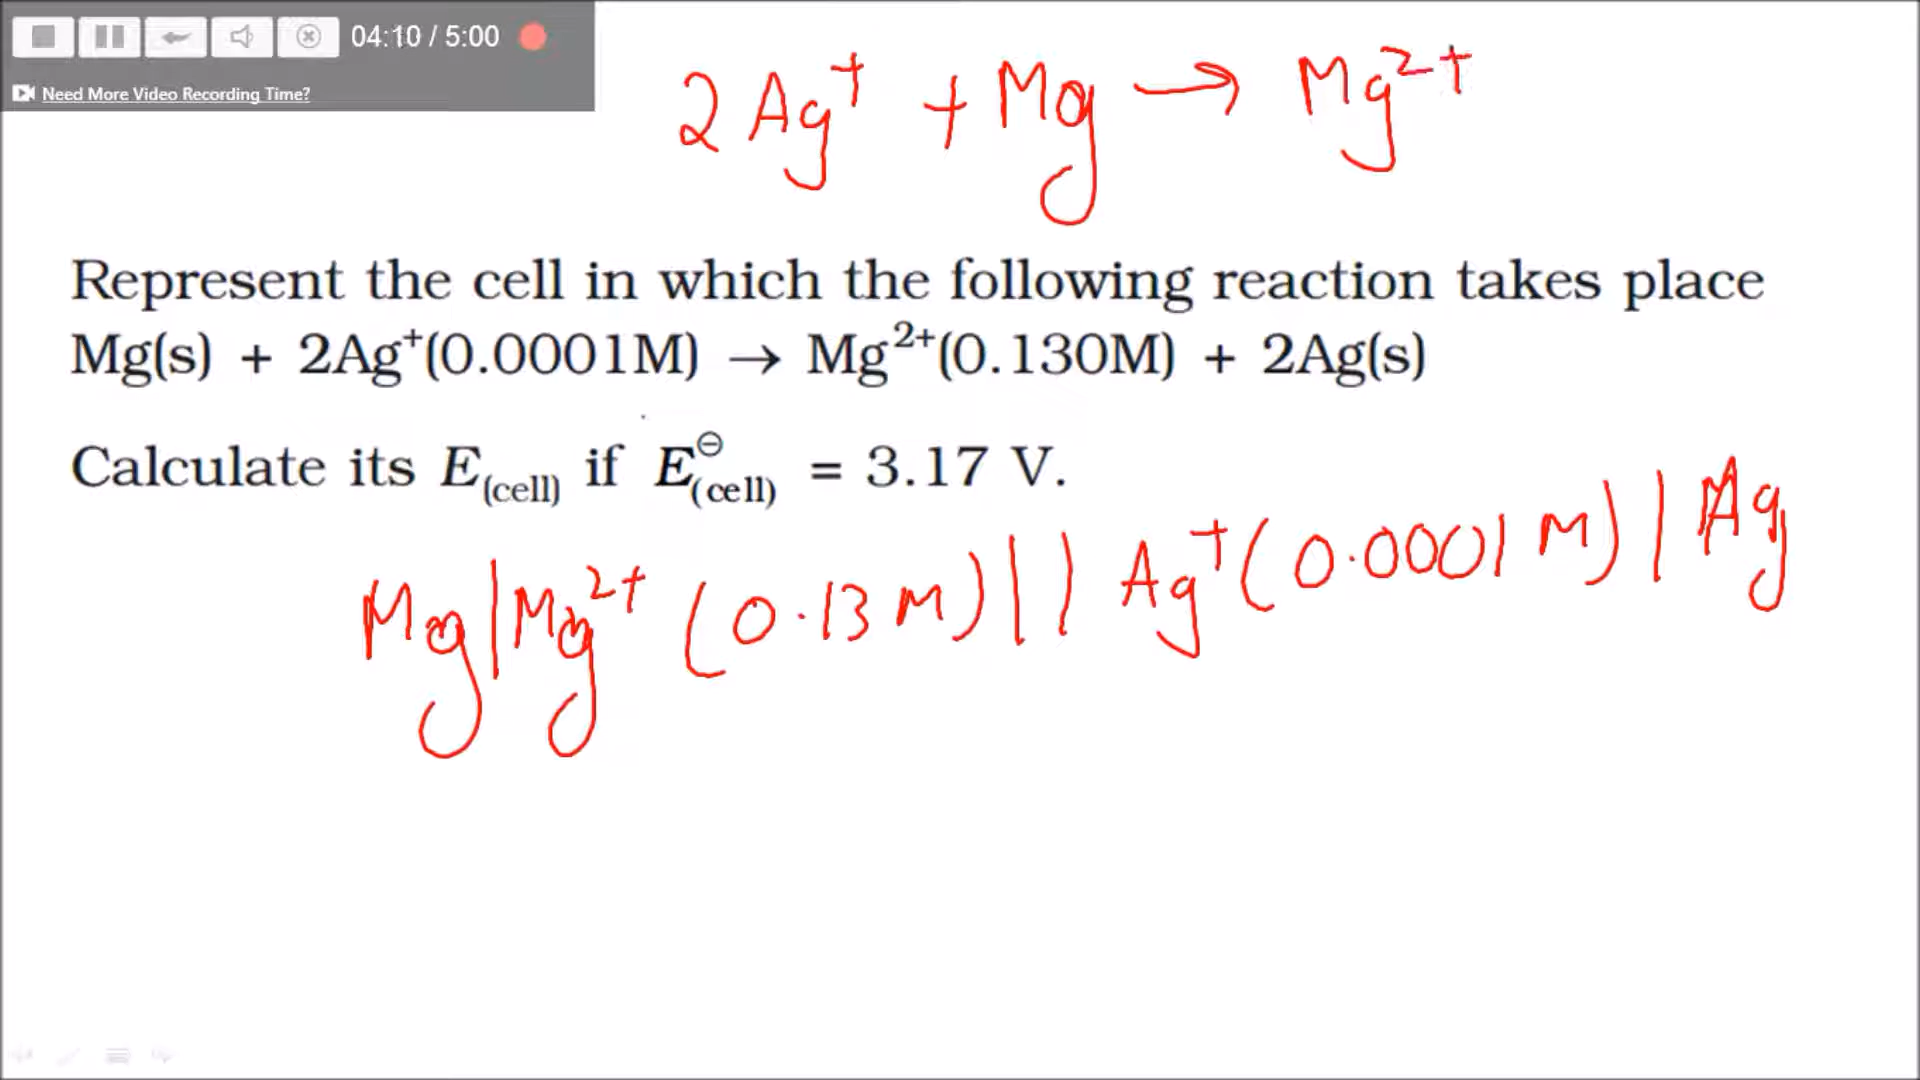 04:10 / 5:00
Need More Video Recording Time?
2Ag⁺ + Mg → Mg²⁺
Represent the cell in which the following reaction takes place
Mg(s) + 2Ag⁺(0.0001M) → Mg²⁺(0.130M) + 2Ag(s)
Calculate its E(cell) if E⊖(cell) = 3.17 V.
Mg|Mg²⁺ (0.13 M)|| Ag⁺(0.0001 M)|Ag